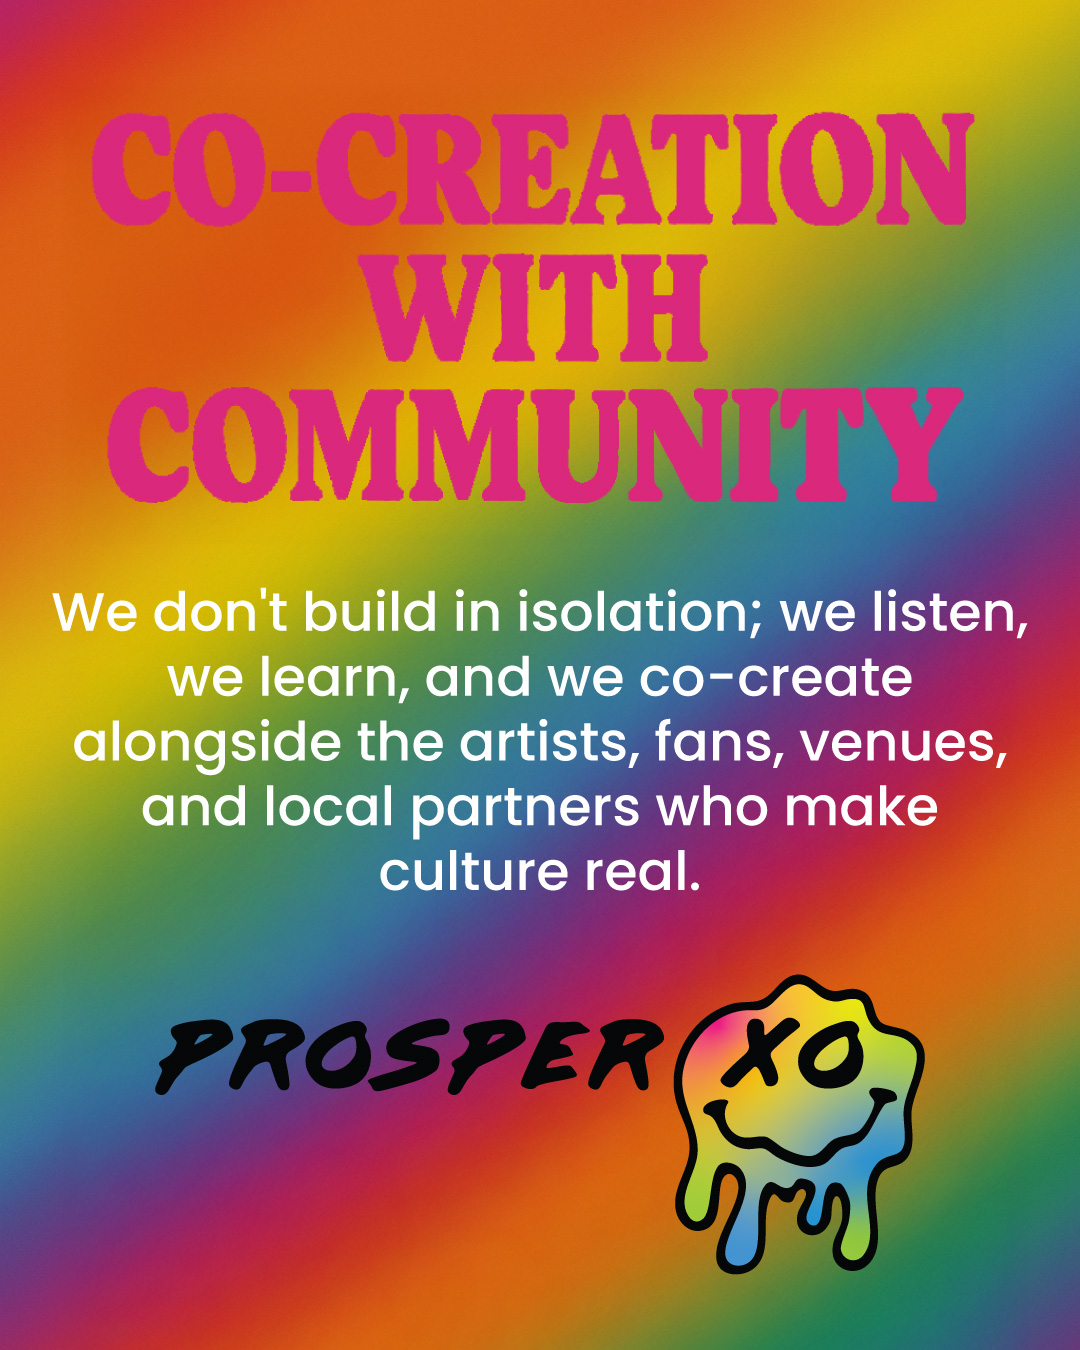 CO-CREATION
WITH
COMMUNITY
We don't build in isolation; we listen,
we learn, and we co-create
alongside the artists, fans, venues,
and local partners who make
culture real.
PROSPER XO